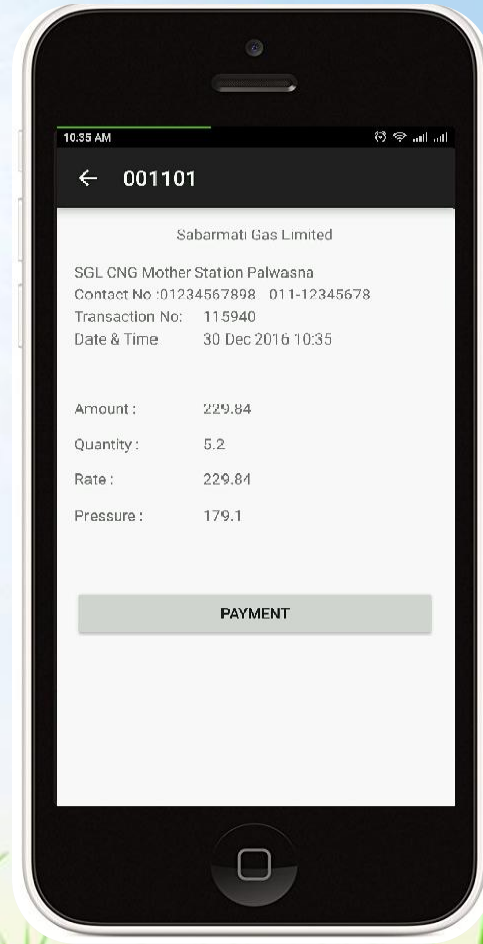 10.35 AM
← 001101
Sabarmati Gas Limited
SGL CNG Mother Station Palwasna
Contact No :01234567898 011-12345678
Transaction No: 115940
Date & Time 30 Dec 2016 10:35
Amount : 229.84
Quantity : 5.2
Rate : 229.84
Pressure : 179.1
PAYMENT